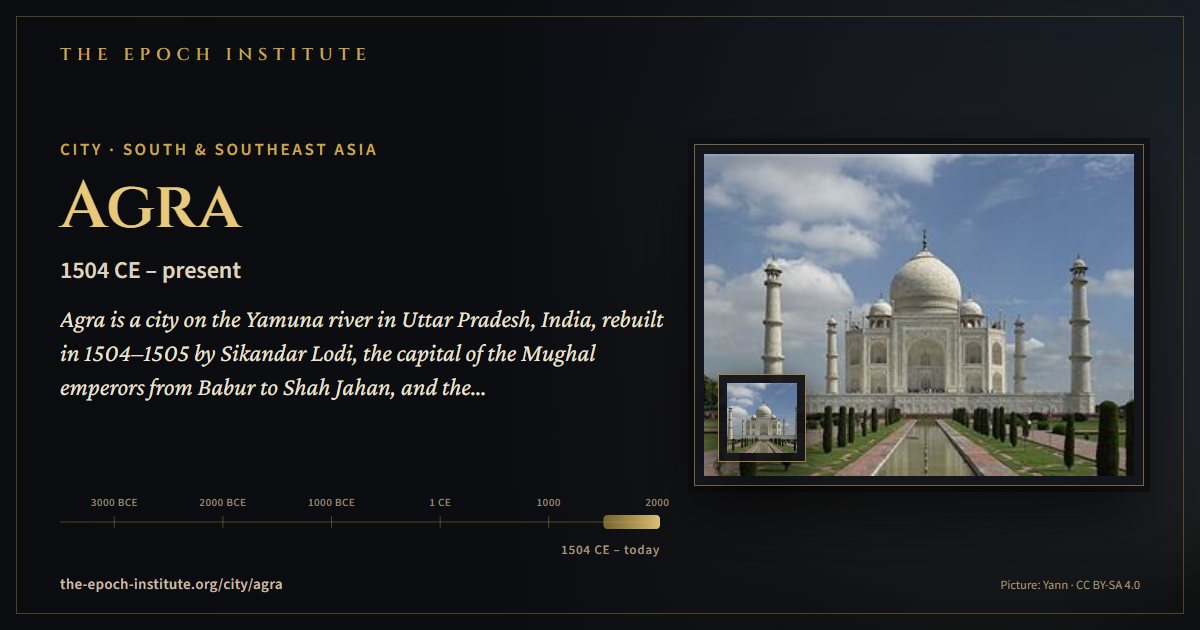 THE EPOCH INSTITUTE
CITY · SOUTH & SOUTHEAST ASIA
AGRA
1504 CE – present
Agra is a city on the Yamuna river in Uttar Pradesh, India, rebuilt
in 1504–1505 by Sikandar Lodi, the capital of the Mughal
emperors from Babur to Shah Jahan, and the...
3000 BCE 2000 BCE 1000 BCE 1 CE 1000 2000
1504 CE – today
the-epoch-institute.org/city/agra
Picture: Yann · CC BY-SA 4.0